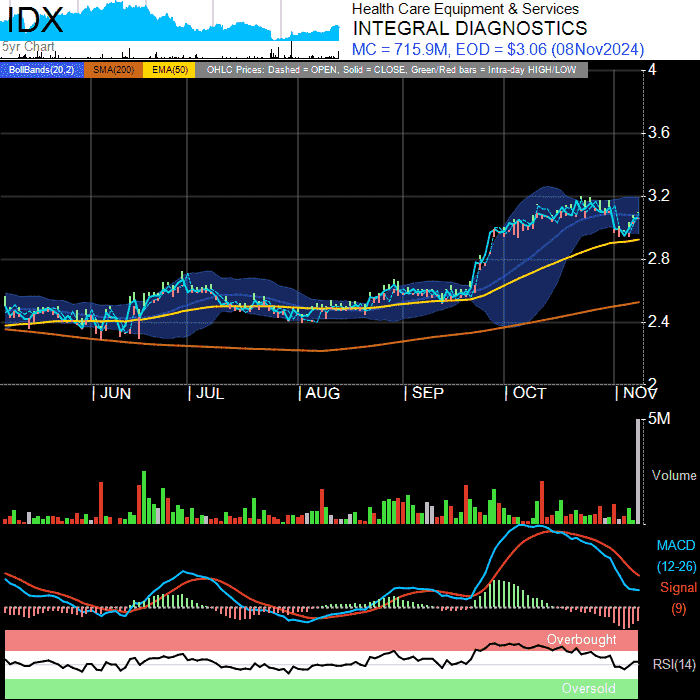 IDX
5yr Chart
Health Care Equipment & Services
INTEGRAL DIAGNOSTICS
MC = 715.9M, EOD = $3.06 (08Nov2024)
BollBands(20,2) SMA(200) EMA(50) OHLC Prices: Dashed = OPEN, Solid = CLOSE, Green/Red bars = Intra-day HIGH/LOW
4
3.6
3.2
2.8
2.4
2
| JUN | JUL | AUG | SEP | OCT | NOV
5M
Volume
MACD
(12-26)
Signal
(9)
Overbought
RSI(14)
Oversold